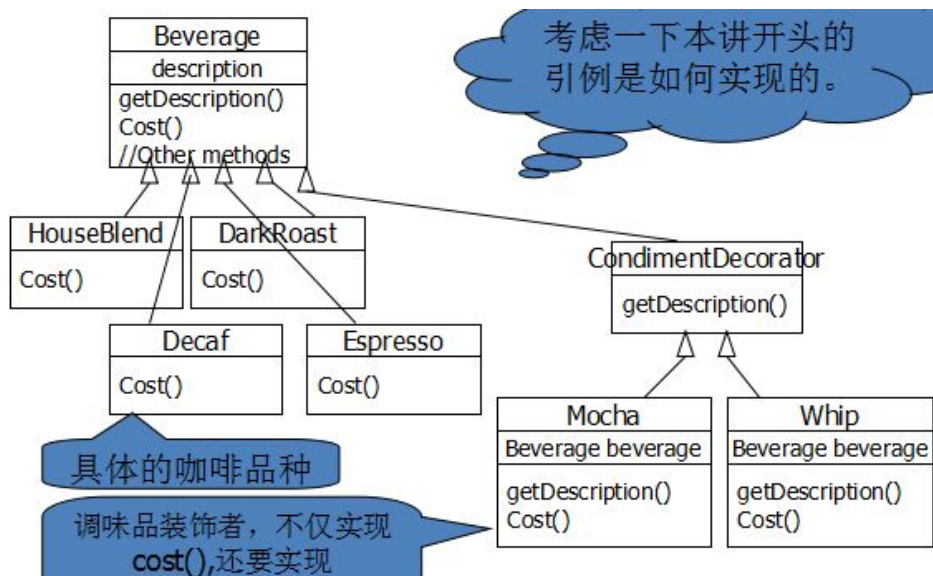 Beverage
description
getDescription()
Cost()
//Other methods
考虑一下本讲开头的
引例是如何实现的。
HouseBlend
Cost()
DarkRoast
Cost()
CondimentDecorator
getDescription()
Decaf
Cost()
Espresso
Cost()
Mocha
Beverage beverage
getDescription()
Cost()
Whip
Beverage beverage
getDescription()
Cost()
具体的咖啡品种
调味品装饰者，不仅实现
cost(),还要实现